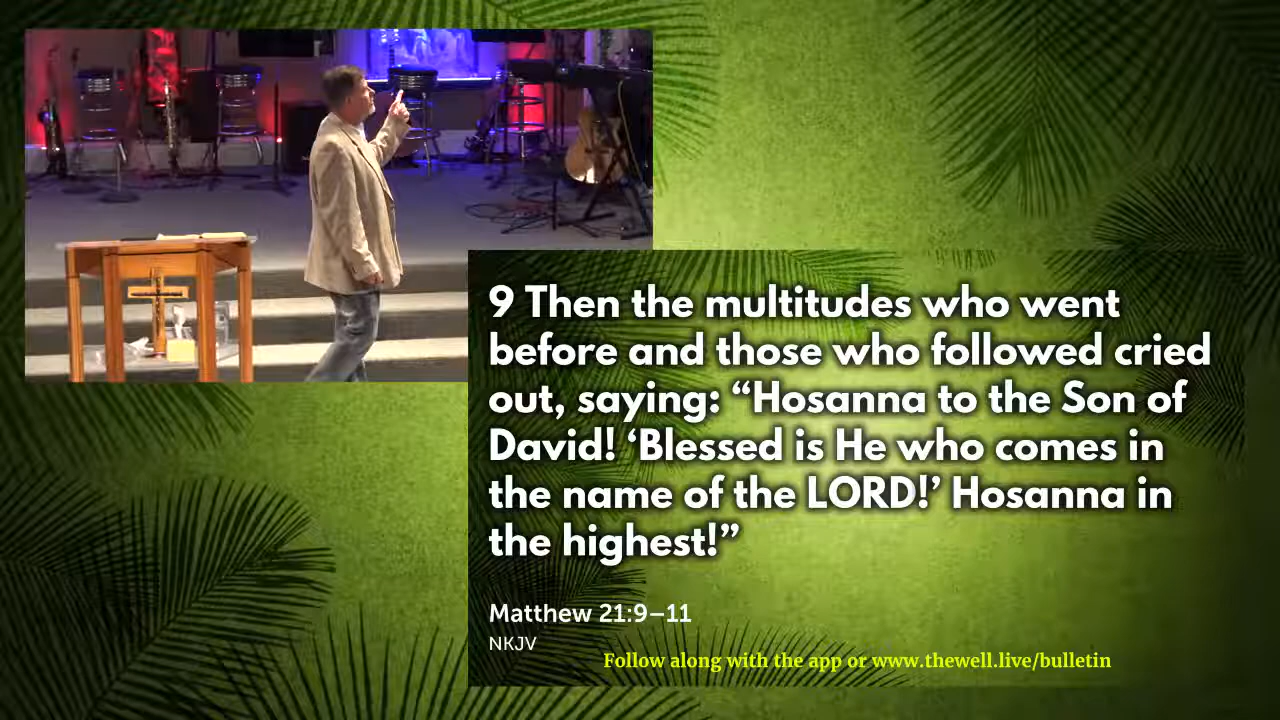 9 Then the multitudes who went
before and those who followed cried
out, saying: “Hosanna to the Son of
David! ‘Blessed is He who comes in
the name of the LORD!’ Hosanna in
the highest!”
Matthew 21:9–11
NKJV
Follow along with the app or www.thewell.live/bulletin